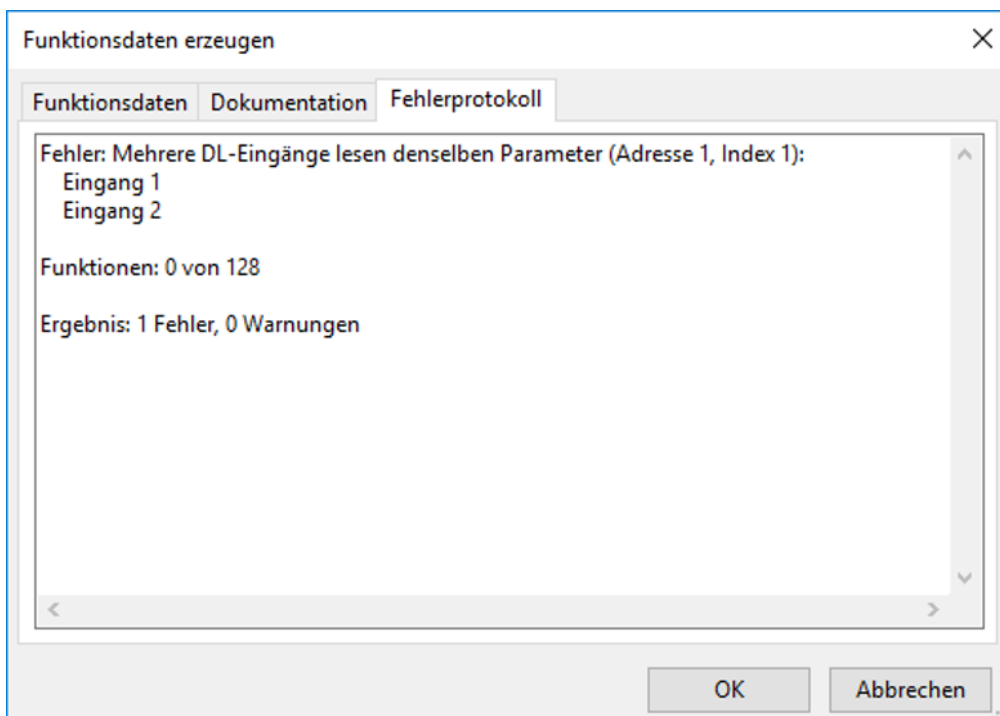 Funktionsdaten erzeugen
Funktionsdaten Dokumentation Fehlerprotokoll
Fehler: Mehrere DL-Eingänge lesen denselben Parameter (Adresse 1, Index 1):
Eingang 1
Eingang 2
Funktionen: 0 von 128
Ergebnis: 1 Fehler, 0 Warnungen
OK Abbrechen